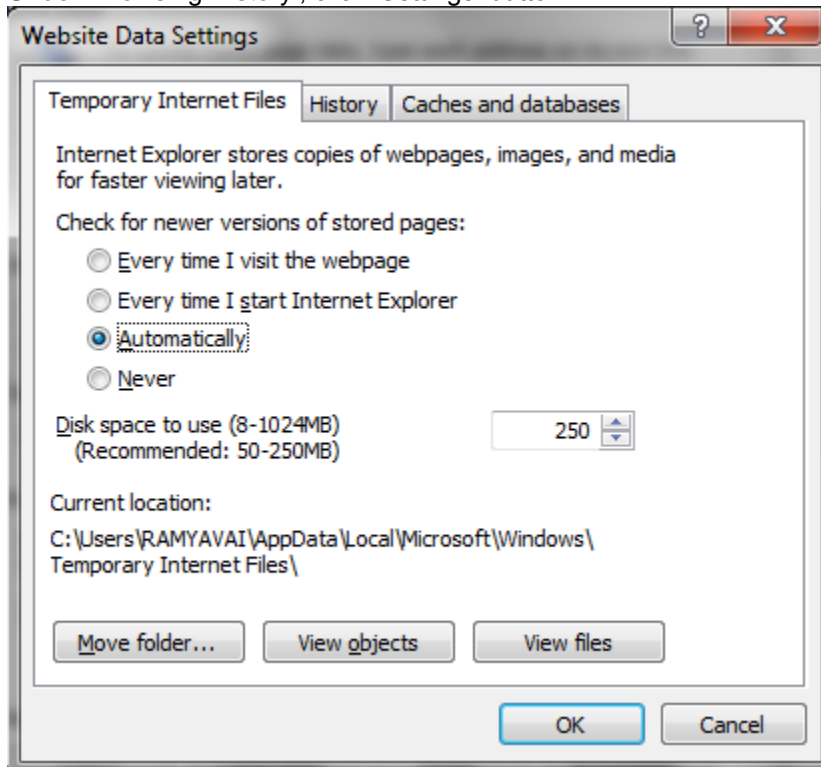 Website Data Settings
Temporary Internet Files History Caches and databases
Internet Explorer stores copies of webpages, images, and media
for faster viewing later.
Check for newer versions of stored pages:
Every time I visit the webpage
Every time I start Internet Explorer
Automatically
Never
Disk space to use (8-1024MB) 250
(Recommended: 50-250MB)
Current location:
C:\Users\RAMYAVAI\AppData\Local\Microsoft\Windows\
Temporary Internet Files\
Move folder... View objects View files
OK Cancel